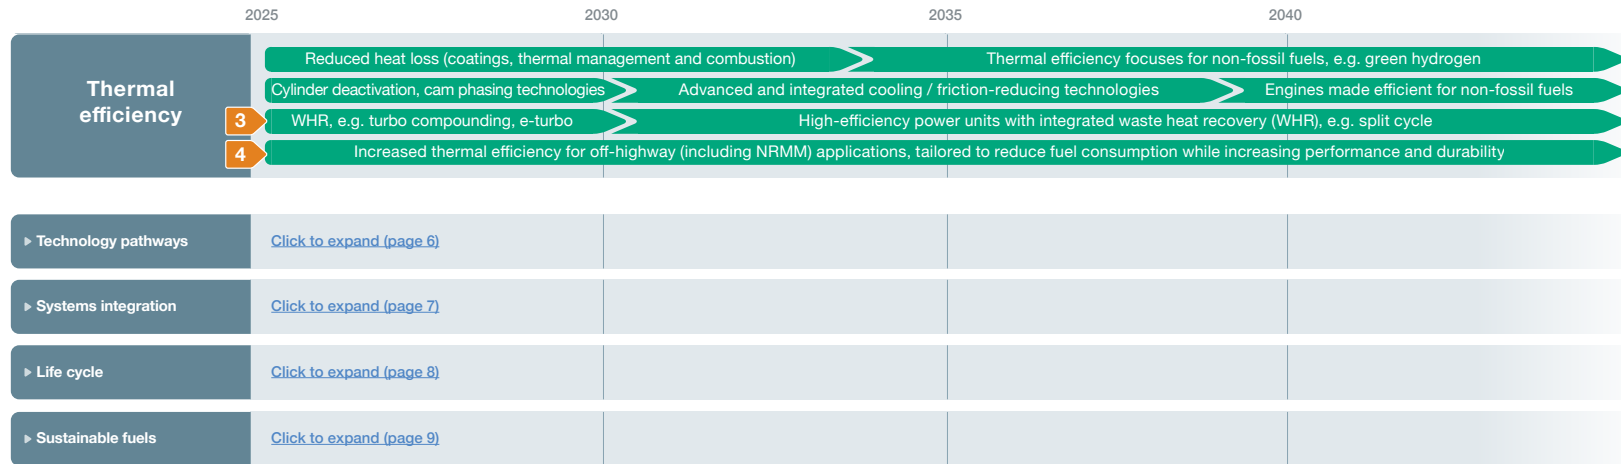 2025 2030 2035 2040
Thermal
efficiency
Reduced heat loss (coatings, thermal management and combustion) Thermal efficiency focuses for non-fossil fuels, e.g. green hydrogen
Cylinder deactivation, cam phasing technologies Advanced and integrated cooling / friction-reducing technologies Engines made efficient for non-fossil fuels
3 WHR, e.g. turbo compounding, e-turbo High-efficiency power units with integrated waste heat recovery (WHR), e.g. split cycle
4 Increased thermal efficiency for off-highway (including NRMM) applications, tailored to reduce fuel consumption while increasing performance and durability
Technology pathways Click to expand (page 6)
Systems integration Click to expand (page 7)
Life cycle Click to expand (page 8)
Sustainable fuels Click to expand (page 9)